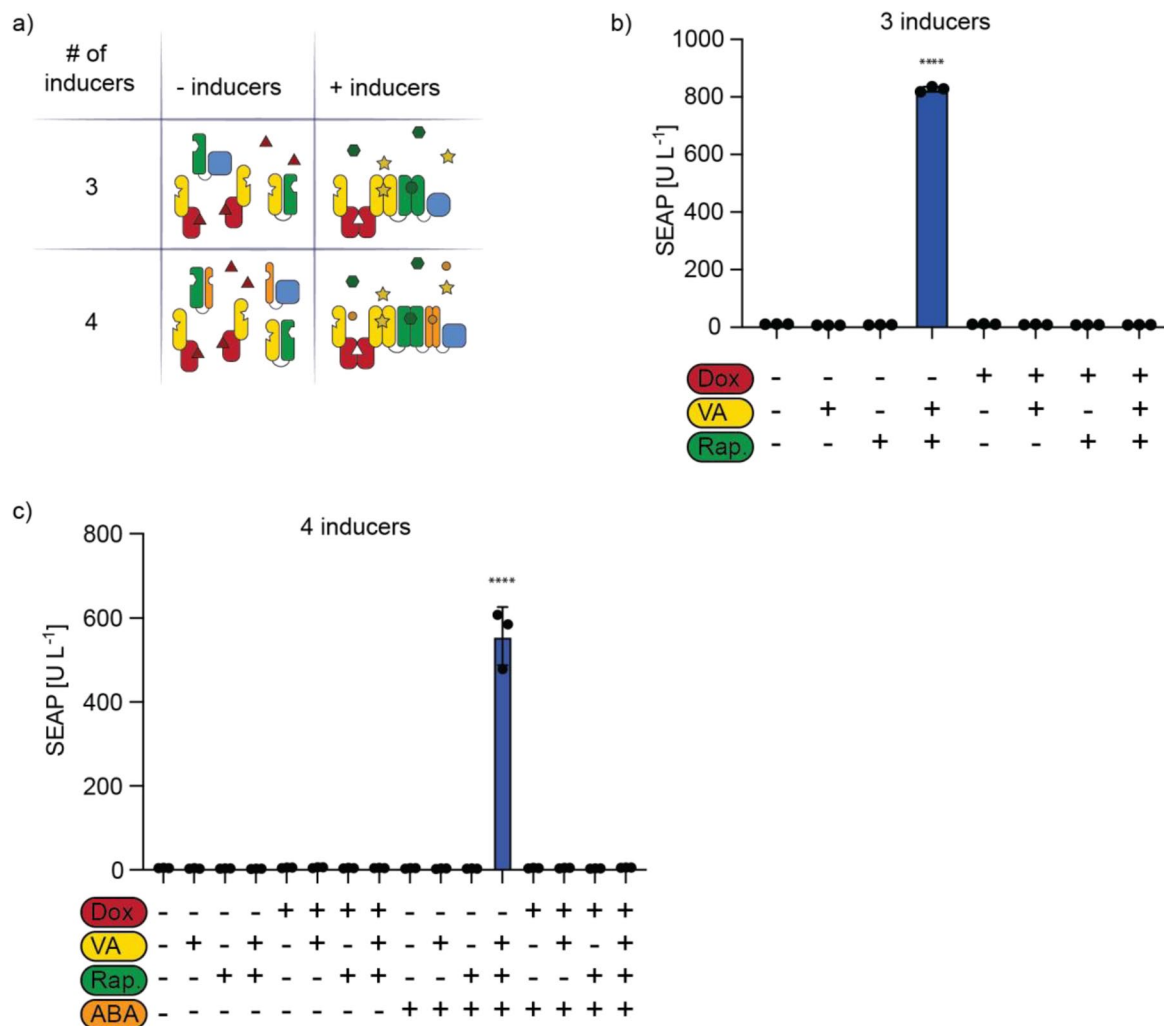 a)
# of
inducers
- inducers
+ inducers
3
4
b)
3 inducers
SEAP [U L-1]
1000
800
600
400
200
0
****
Dox - - - - + + + +
VA - + - + - + - +
Rap. - - + + - - + +
c)
4 inducers
SEAP [U L-1]
800
600
400
200
0
****
Dox - - - - + + + + - - - - + + + +
VA - + - + - + - + - + - + - + - +
Rap. - - + + - - + + - - + + - - + +
ABA - - - - - - - - + + + + + + + +